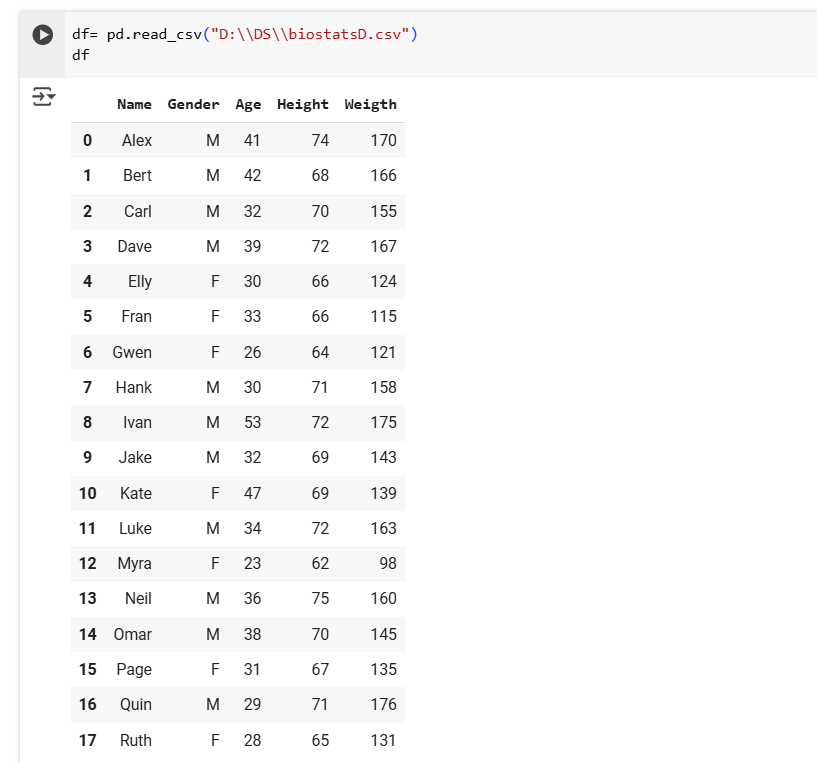 df= pd.read_csv("D:\\DS\\biostatsD.csv")
df
Name Gender Age Height Weigth
0 Alex M 41 74 170
1 Bert M 42 68 166
2 Carl M 32 70 155
3 Dave M 39 72 167
4 Elly F 30 66 124
5 Fran F 33 66 115
6 Gwen F 26 64 121
7 Hank M 30 71 158
8 Ivan M 53 72 175
9 Jake M 32 69 143
10 Kate F 47 69 139
11 Luke M 34 72 163
12 Myra F 23 62 98
13 Neil M 36 75 160
14 Omar M 38 70 145
15 Page F 31 67 135
16 Quin M 29 71 176
17 Ruth F 28 65 131